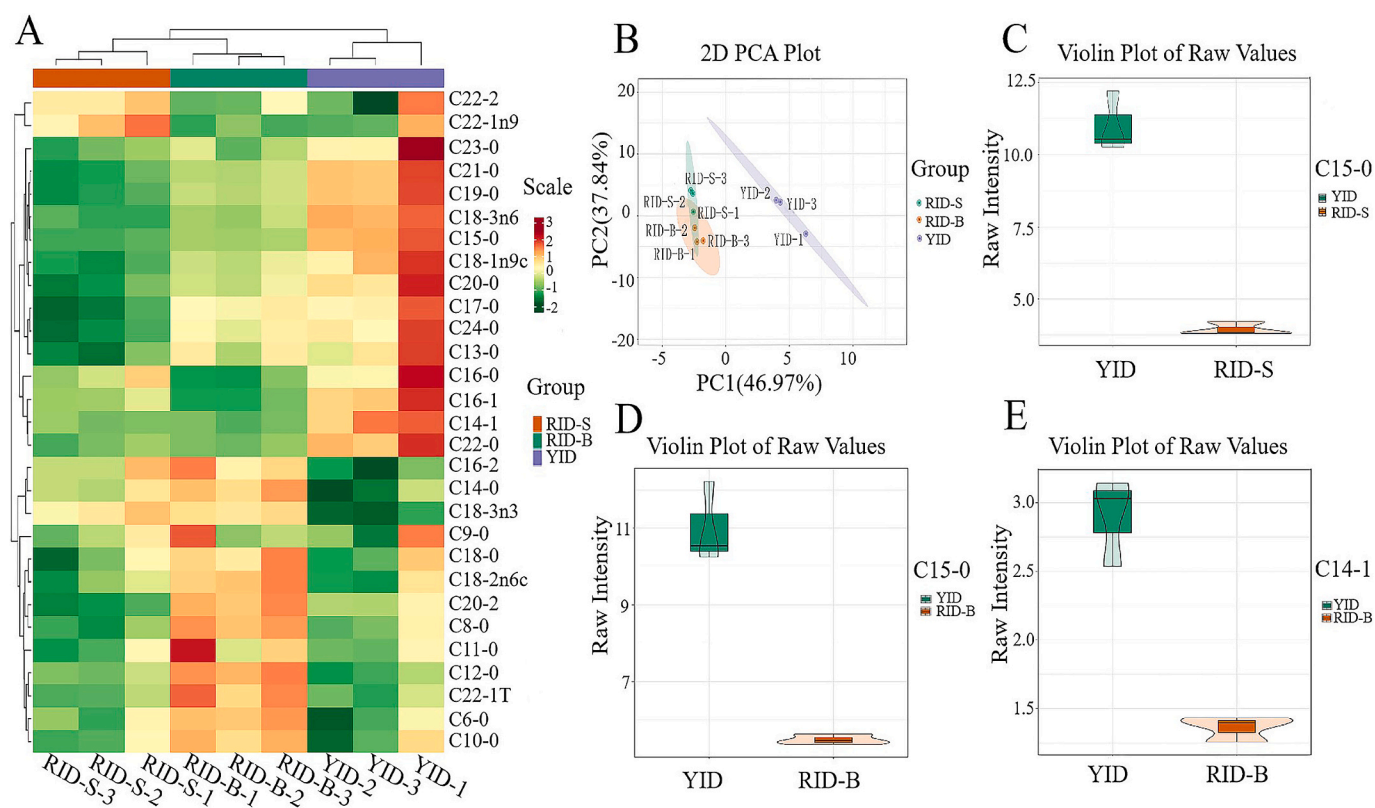 A
C22-2
C22-1n9
C23-0
C21-0
C19-0
C18-3n6
C15-0
C18-1n9c
C20-0
C17-0
C24-0
C13-0
C16-0
C16-1
C14-1
C22-0
C16-2
C14-0
C18-3n3
C9-0
C18-0
C18-2n6c
C20-2
C8-0
C11-0
C12-0
C22-1T
C6-0
C10-0
RID-S-3
RID-S-2
RID-S-1
RID-B-1
RID-B-2
RID-B-3
YID-2
YID-3
YID-1
Scale
3
2
1
0
-1
-2
Group
RID-S
RID-B
YID
B
2D PCA Plot
PC2(37.84%)
20
10
0
-10
-20
RID-S-3
RID-S-2
RID-S-1
RID-B-2
RID-B-3
RID-B-1
YID-2
YID-3
YID-1
-5
0
5
10
PC1(46.97%)
Group
RID-S
RID-B
YID
C
Violin Plot of Raw Values
Raw Intensity
12.5
10.0
7.5
5.0
YID
RID-S
C15-0
YID
RID-S
D
Violin Plot of Raw Values
Raw Intensity
11
9
7
YID
RID-B
C15-0
YID
RID-B
E
Violin Plot of Raw Values
Raw Intensity
3.0
2.5
2.0
1.5
YID
RID-B
C14-1
YID
RID-B